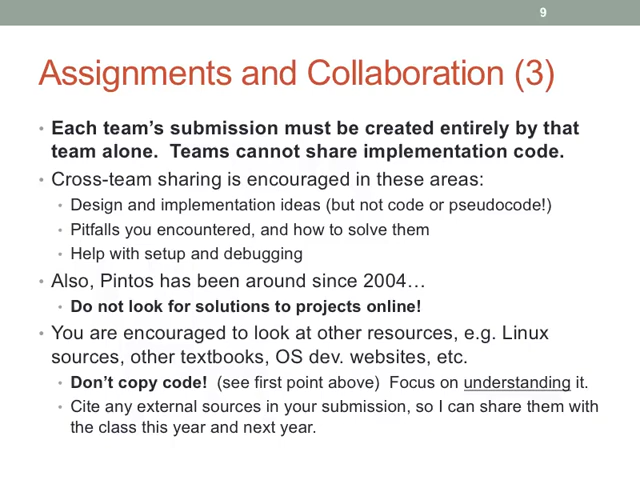 9
Assignments and Collaboration (3)
• Each team's submission must be created entirely by that
team alone.  Teams cannot share implementation code.
• Cross-team sharing is encouraged in these areas:
• Design and implementation ideas (but not code or pseudocode!)
• Pitfalls you encountered, and how to solve them
• Help with setup and debugging
• Also, Pintos has been around since 2004…
• Do not look for solutions to projects online!
• You are encouraged to look at other resources, e.g. Linux
sources, other textbooks, OS dev. websites, etc.
• Don't copy code!  (see first point above)  Focus on understanding it.
• Cite any external sources in your submission, so I can share them with
the class this year and next year.